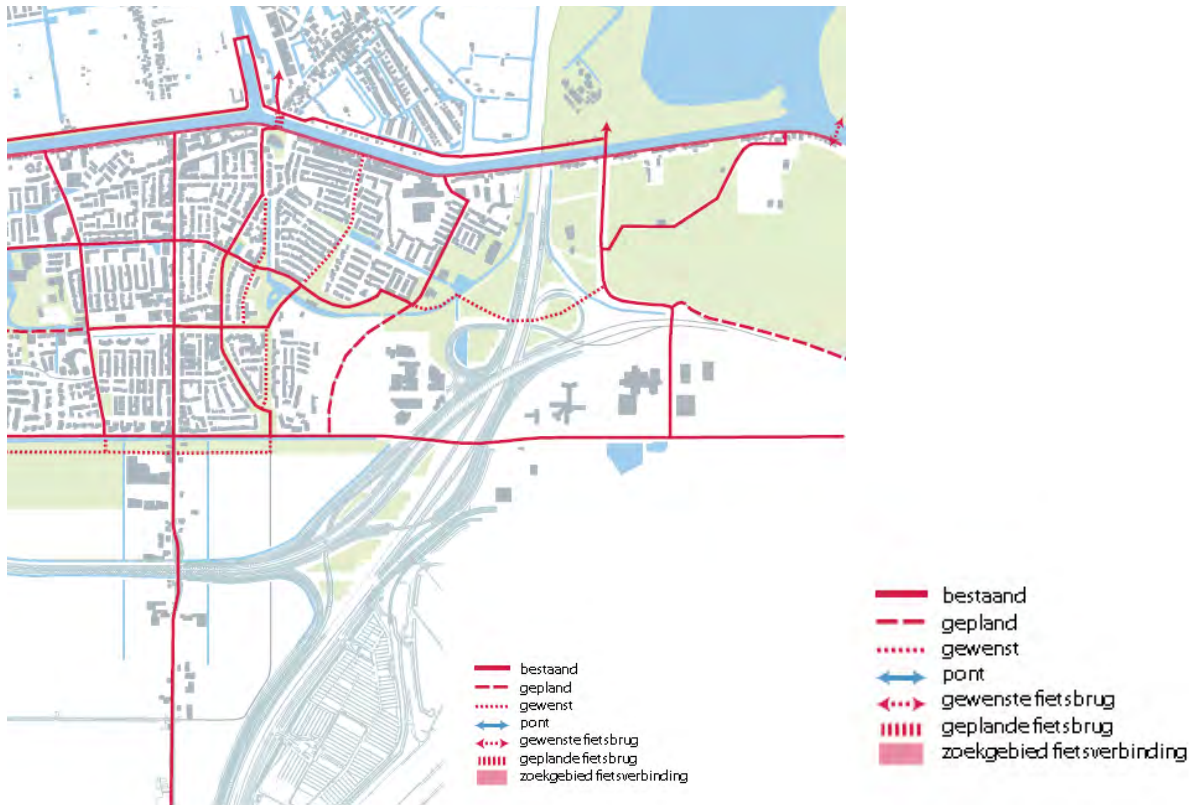 bestaand
gepland
gewenst
pont
gewenste fietsbrug
geplande fietsbrug
zoekgebied fietsverbinding
bestaand
gepland
gewenst
pont
gewenste fietsbrug
geplande fietsbrug
zoekgebied fietsverbinding